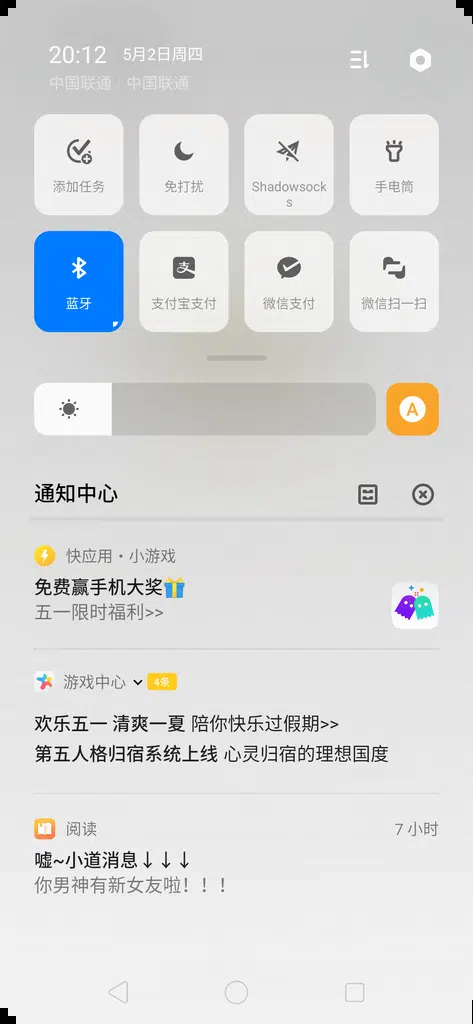 20:12 5月2日周四
中国联通 | 中国联通
添加任务
免打扰
Shadowsock
s
手电筒
蓝牙
支付宝支付
微信支付
微信扫一扫
A
通知中心
快应用・小游戏
免费赢手机大奖🎁
五一限时福利>>
游戏中心 4条
欢乐五一 清爽一夏 陪你快乐过假期>>
第五人格归宿系统上线 心灵归宿的理想国度
阅读 7 小时
嘘~小道消息↓↓↓
你男神有新女友啦！！！